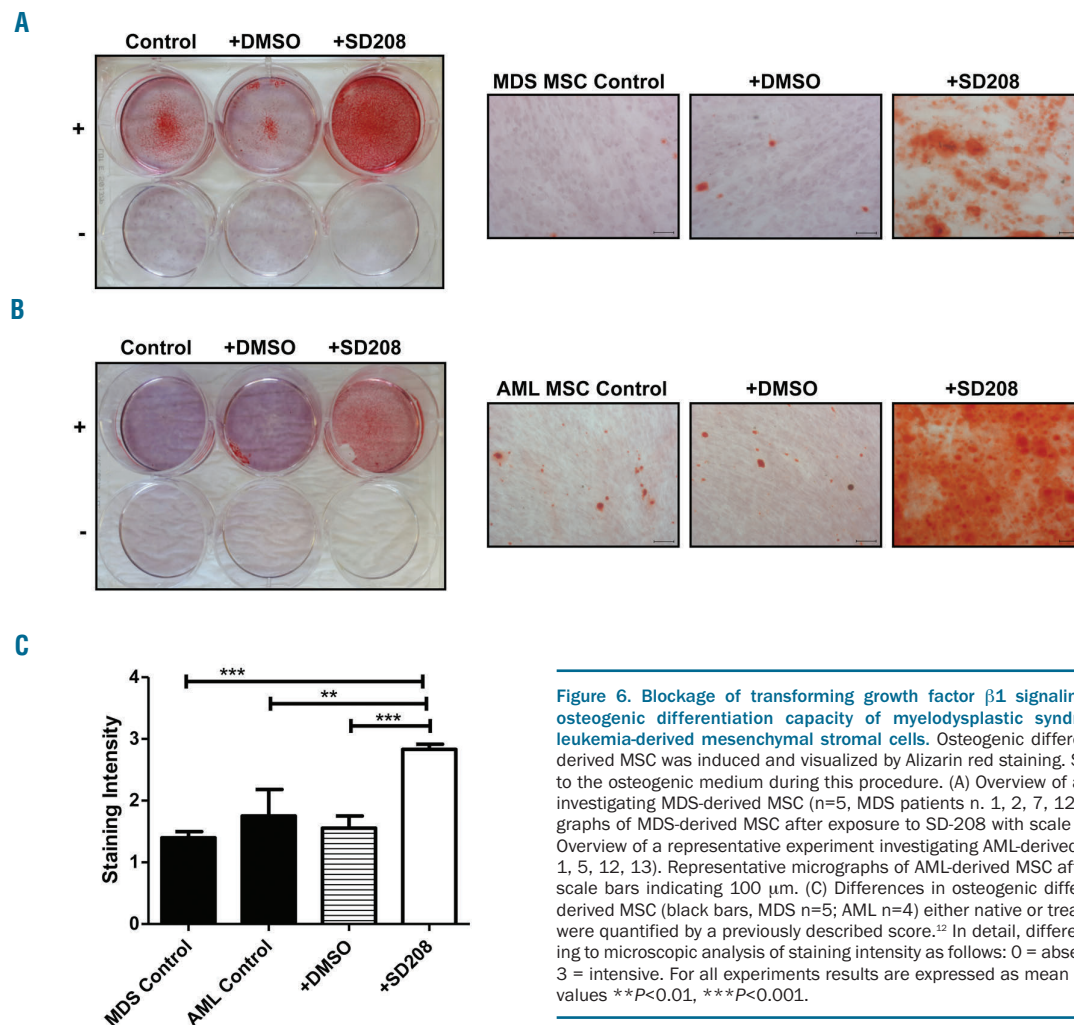 A
Control +DMSO +SD208
+
-
MDS MSC Control +DMSO +SD208
B
Control +DMSO +SD208
+
-
AML MSC Control +DMSO +SD208
C
Staining Intensity
4
3
2
1
0
***
**
***
MDS Control
AML Control
+DMSO
+SD208
Figure 6. Blockage of transforming growth factor β1 signalin
osteogenic differentiation capacity of myelodysplastic syndr
leukemia-derived mesenchymal stromal cells. Osteogenic differe
derived MSC was induced and visualized by Alizarin red staining. S
to the osteogenic medium during this procedure. (A) Overview of a
investigating MDS-derived MSC (n=5, MDS patients n. 1, 2, 7, 12
graphs of MDS-derived MSC after exposure to SD-208 with scale
Overview of a representative experiment investigating AML-derived
1, 5, 12, 13). Representative micrographs of AML-derived MSC aft
scale bars indicating 100 μm. (C) Differences in osteogenic differ
derived MSC (black bars, MDS n=5; AML n=4) either native or trea
were quantified by a previously described score.12 In detail, differe
ing to microscopic analysis of staining intensity as follows: 0 = abse
3 = intensive. For all experiments results are expressed as mean
values **P<0.01, ***P<0.001.